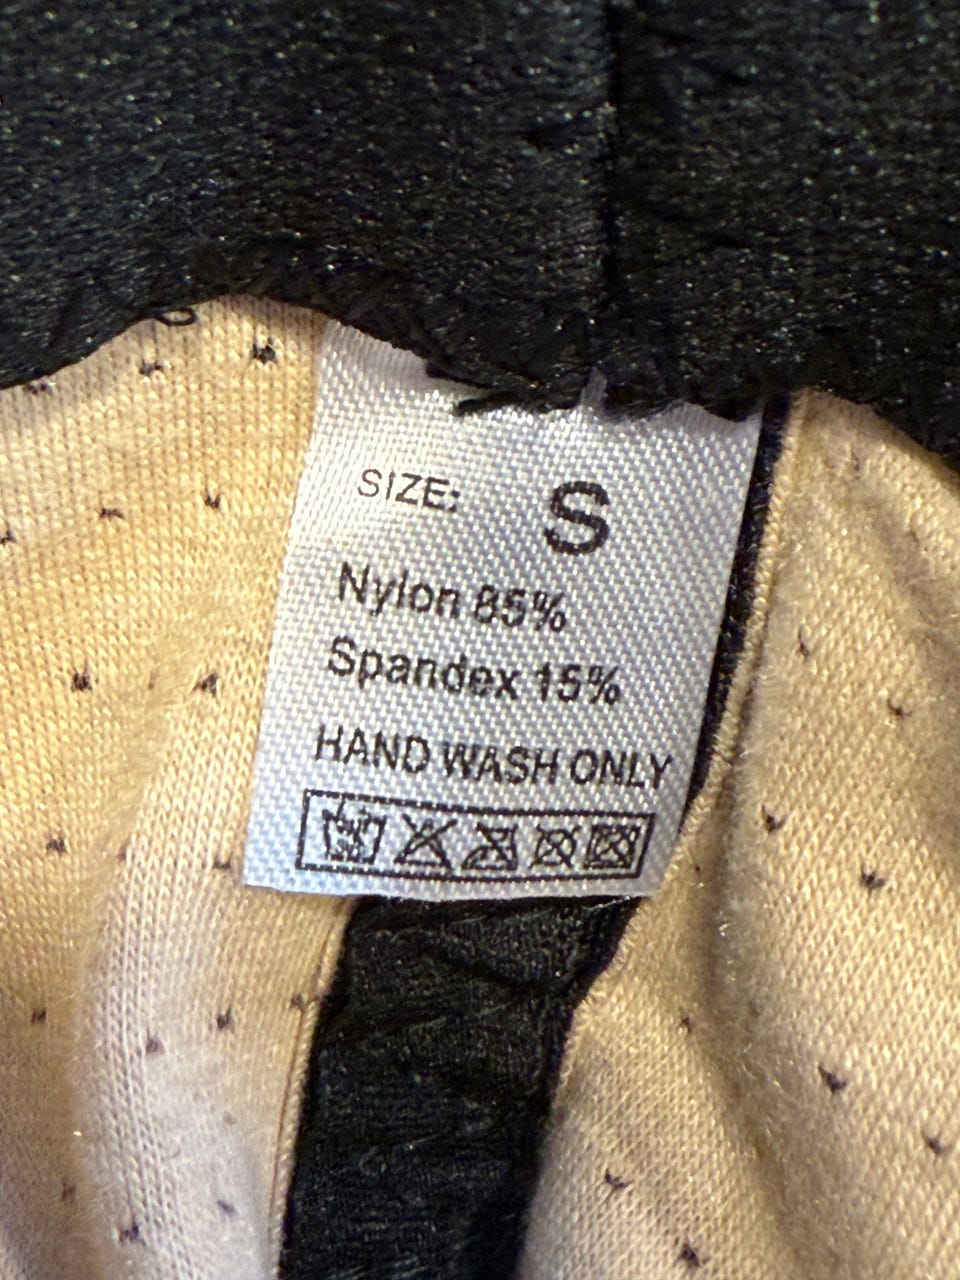 SIZE: S
Nylon 85%
Spandex 15%
HAND WASH ONLY